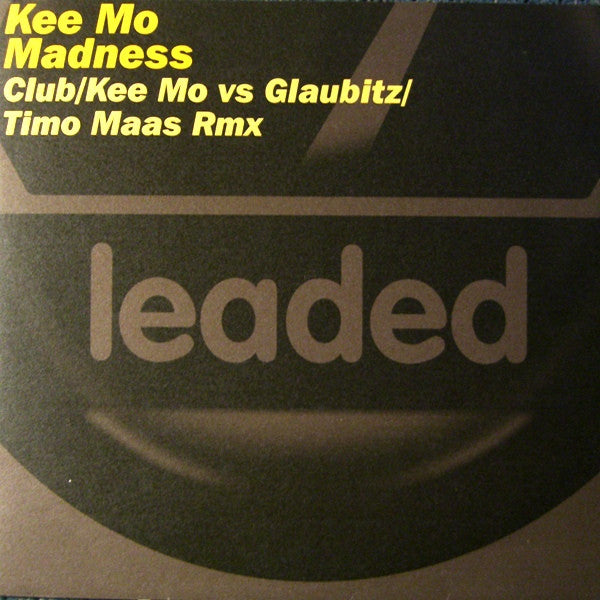 Kee Mo
Madness
Club/Kee Mo vs Glaubitz/
Timo Maas Rmx
leaded